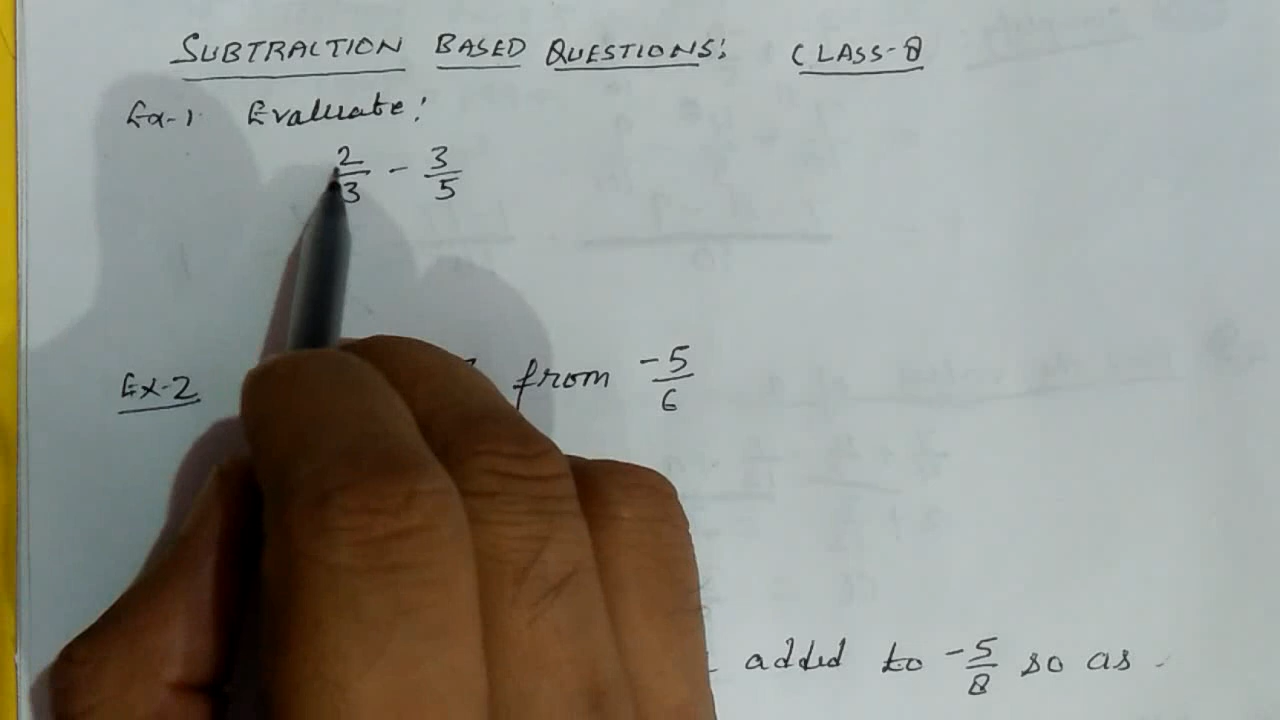 SUBTRACTION BASED QUESTIONS: CLASS-8
Ex-1. Evaluate:
2/3 - 3/5
Ex-2 from -5/6
added to -5/8 so as